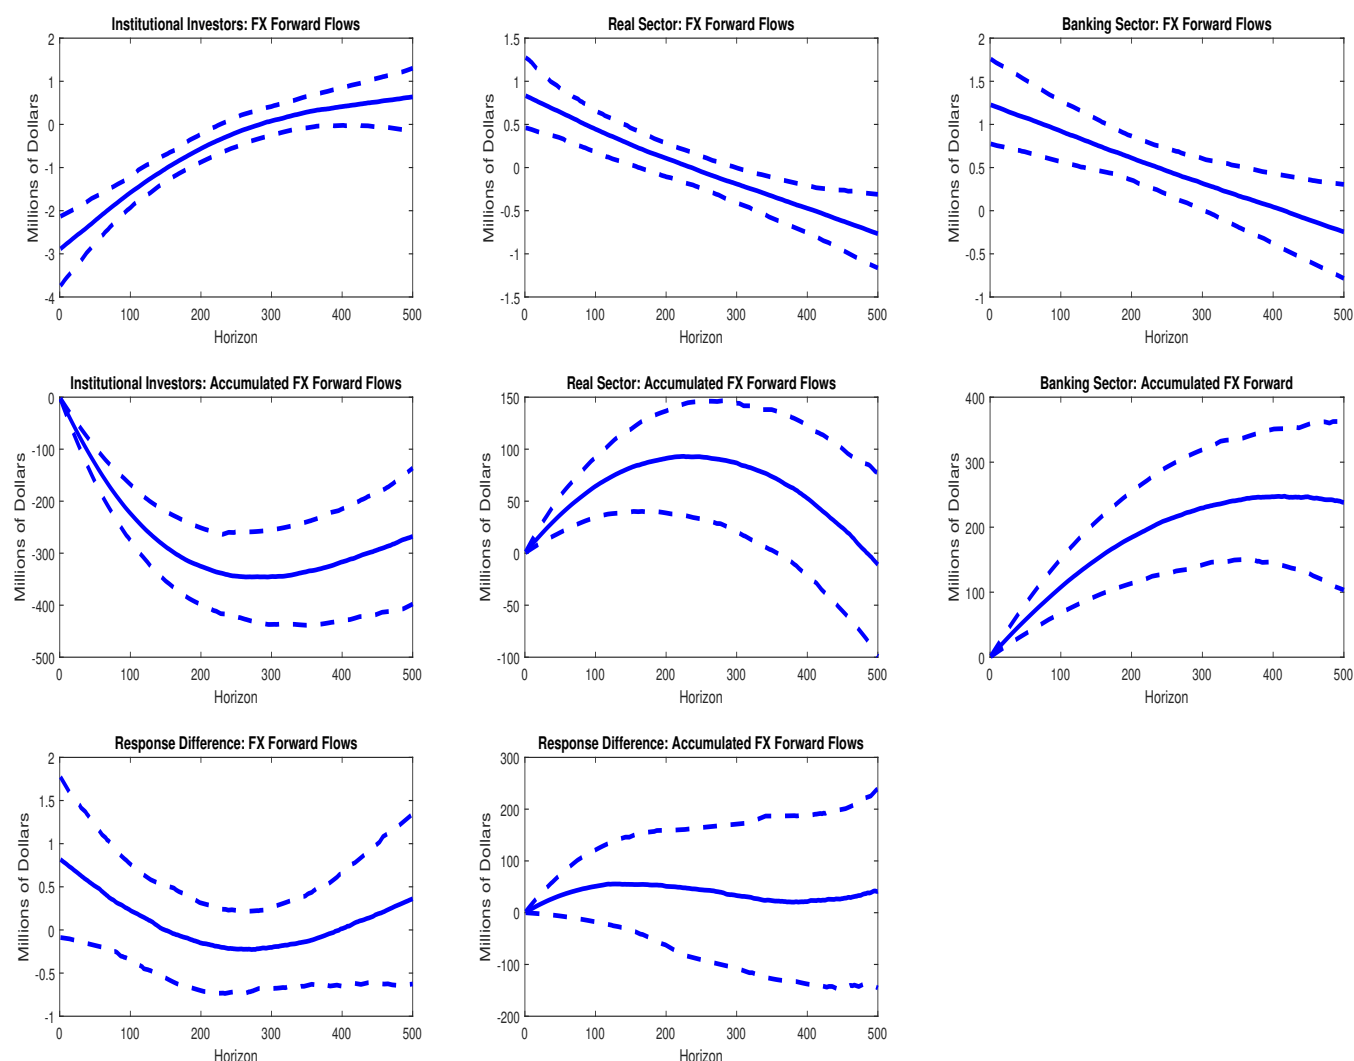 Institutional Investors: FX Forward Flows
2
1
0
-1
-2
-3
-4
Millions of Dollars
0 100 200 300 400 500
Horizon
Real Sector: FX Forward Flows
1.5
1
0.5
0
-0.5
-1
-1.5
Millions of Dollars
0 100 200 300 400 500
Horizon
Banking Sector: FX Forward Flows
2
1.5
1
0.5
0
-0.5
-1
Millions of Dollars
0 100 200 300 400 500
Horizon
Institutional Investors: Accumulated FX Forward Flows
0
-100
-200
-300
-400
-500
Millions of Dollars
0 100 200 300 400 500
Horizon
Real Sector: Accumulated FX Forward Flows
150
100
50
0
-50
-100
Millions of Dollars
0 100 200 300 400 500
Horizon
Banking Sector: Accumulated FX Forward
400
300
200
100
0
Millions of Dollars
0 100 200 300 400 500
Horizon
Response Difference: FX Forward Flows
2
1.5
1
0.5
0
-0.5
-1
Millions of Dollars
0 100 200 300 400 500
Horizon
Response Difference: Accumulated FX Forward Flows
300
200
100
0
-100
-200
Millions of Dollars
0 100 200 300 400 500
Horizon